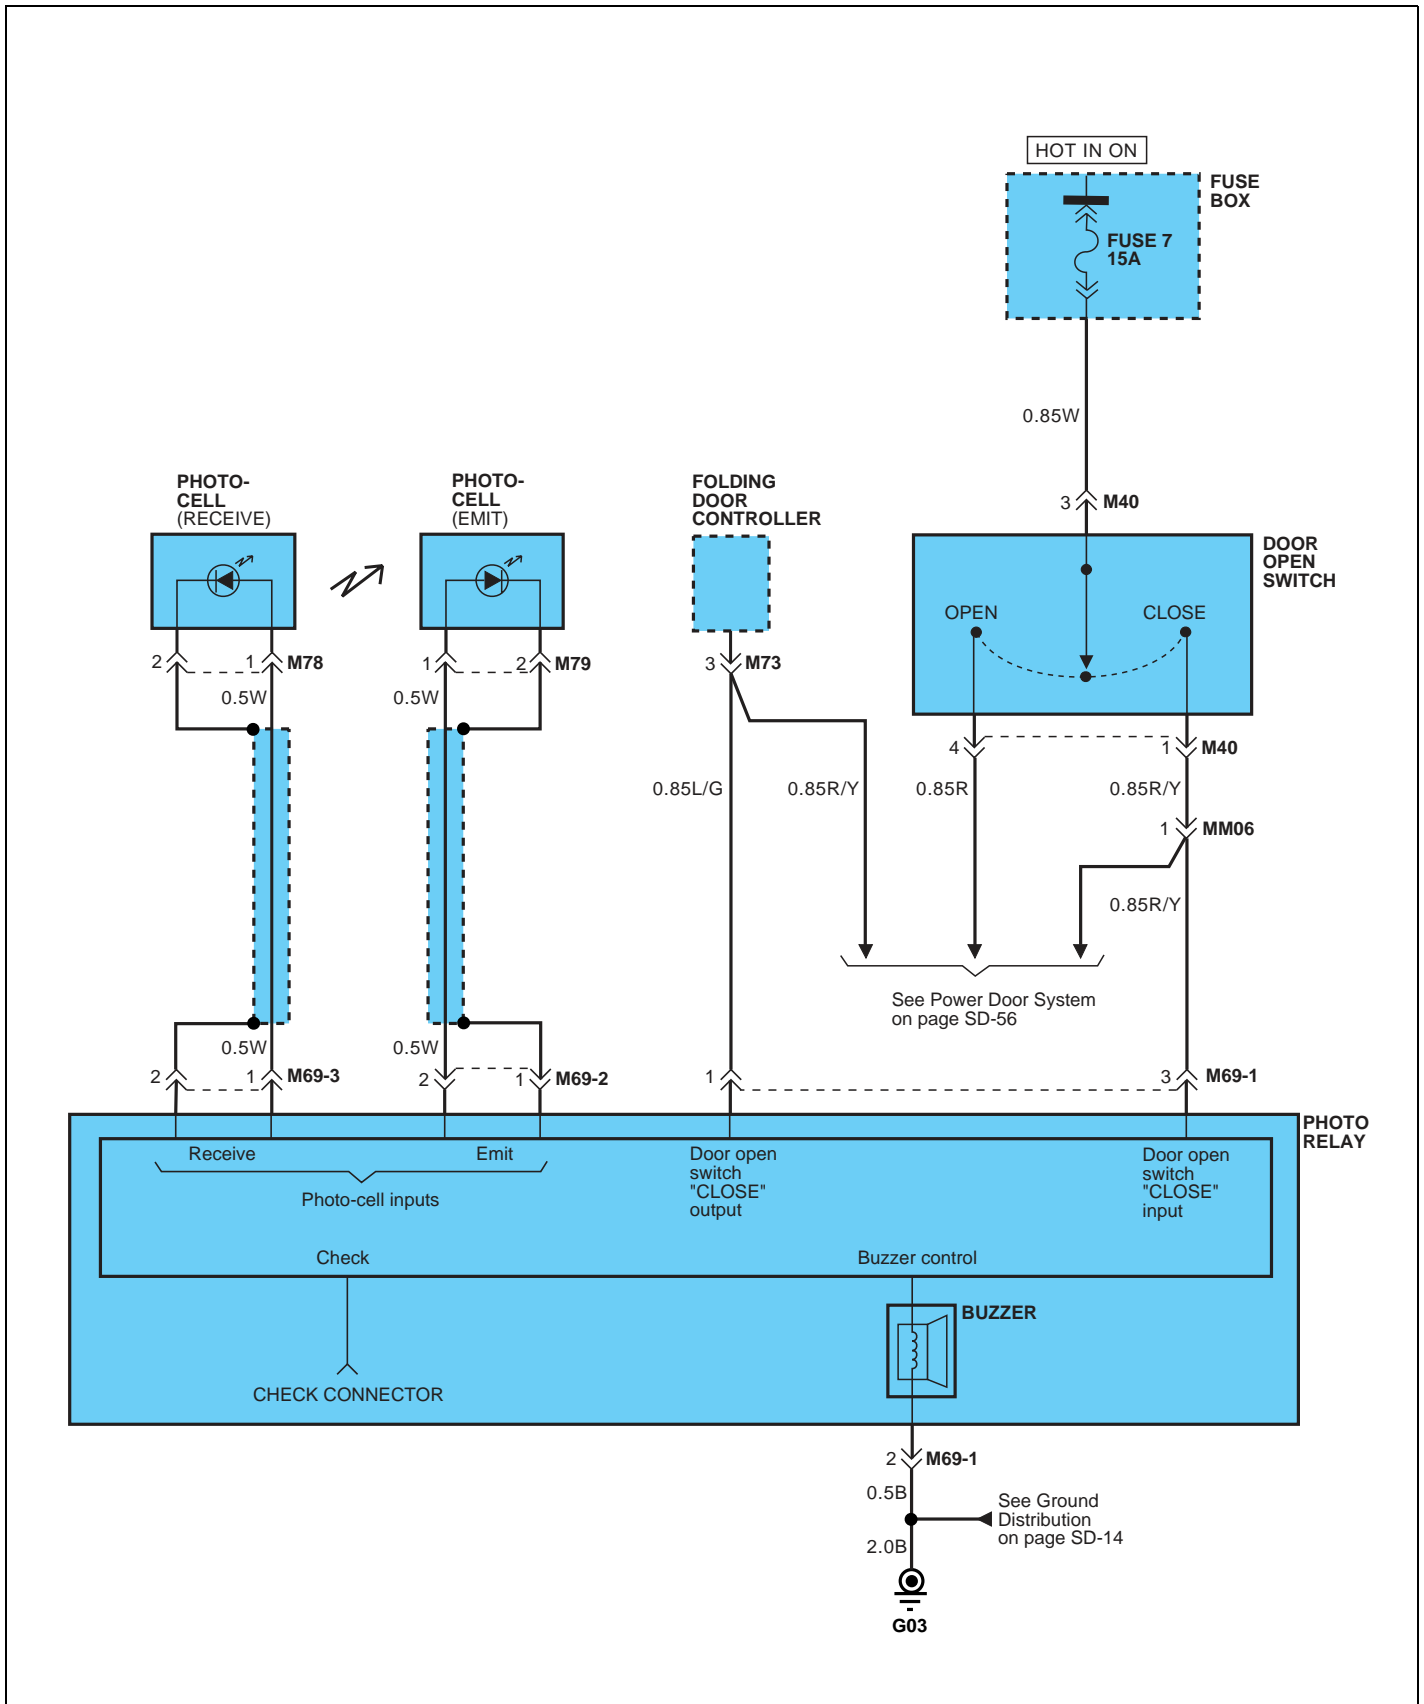 HOT IN ON
FUSE
BOX
FUSE 7
15A
0.85W
3 M40
PHOTO-
CELL
(RECEIVE)
PHOTO-
CELL
(EMIT)
FOLDING
DOOR
CONTROLLER
DOOR
OPEN
SWITCH
OPEN
CLOSE
2
1 M78
1
2 M79
3 M73
0.5W
0.5W
4
1 M40
0.85L/G
0.85R/Y
0.85R
0.85R/Y
1 MM06
0.85R/Y
See Power Door System
on page SD-56
0.5W
0.5W
2
1 M69-3
2
1 M69-2
1
3 M69-1
PHOTO
RELAY
Receive
Emit
Photo-cell inputs
Door open
switch
"CLOSE"
output
Door open
switch
"CLOSE"
input
Check
Buzzer control
BUZZER
CHECK CONNECTOR
2 M69-1
0.5B
See Ground
Distribution
on page SD-14
2.0B
G03